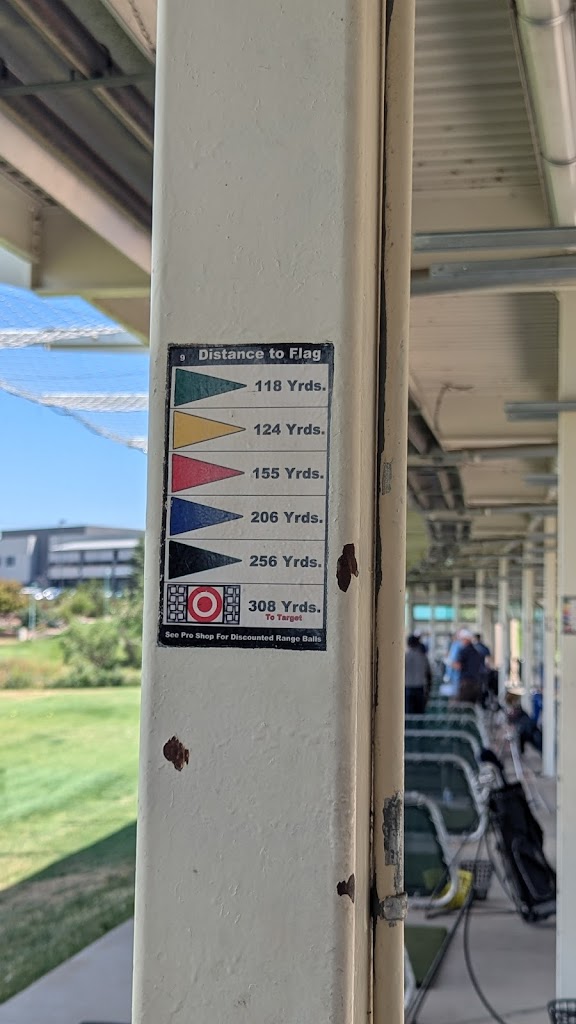 9 Distance to Flag
118 Yrds.
124 Yrds.
155 Yrds.
206 Yrds.
256 Yrds.
308 Yrds.
To Target
See Pro Shop For Discounted Range Balls